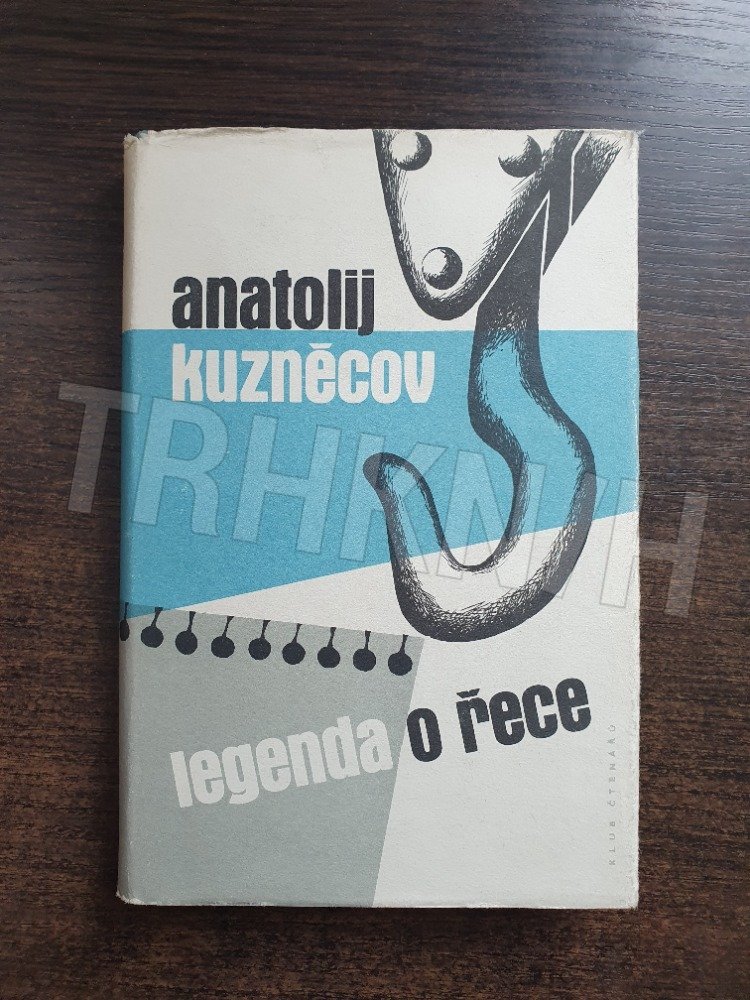 anatolij
kuzněcov
TRHKNIH
legenda o řece
KLUB ČTENÁŘŮ